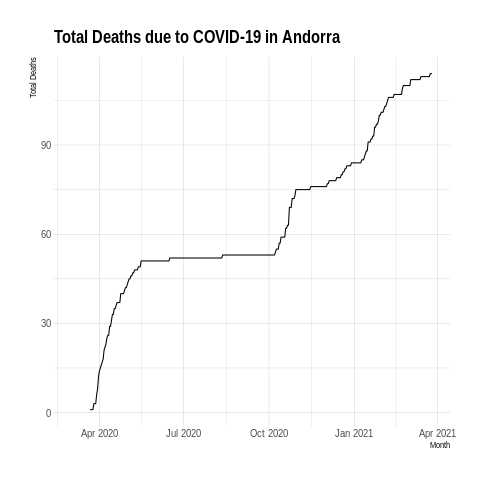 Total Deaths due to COVID-19 in Andorra
Total Deaths
90
60
30
0
Apr 2020 Jul 2020 Oct 2020 Jan 2021 Apr 2021
Month